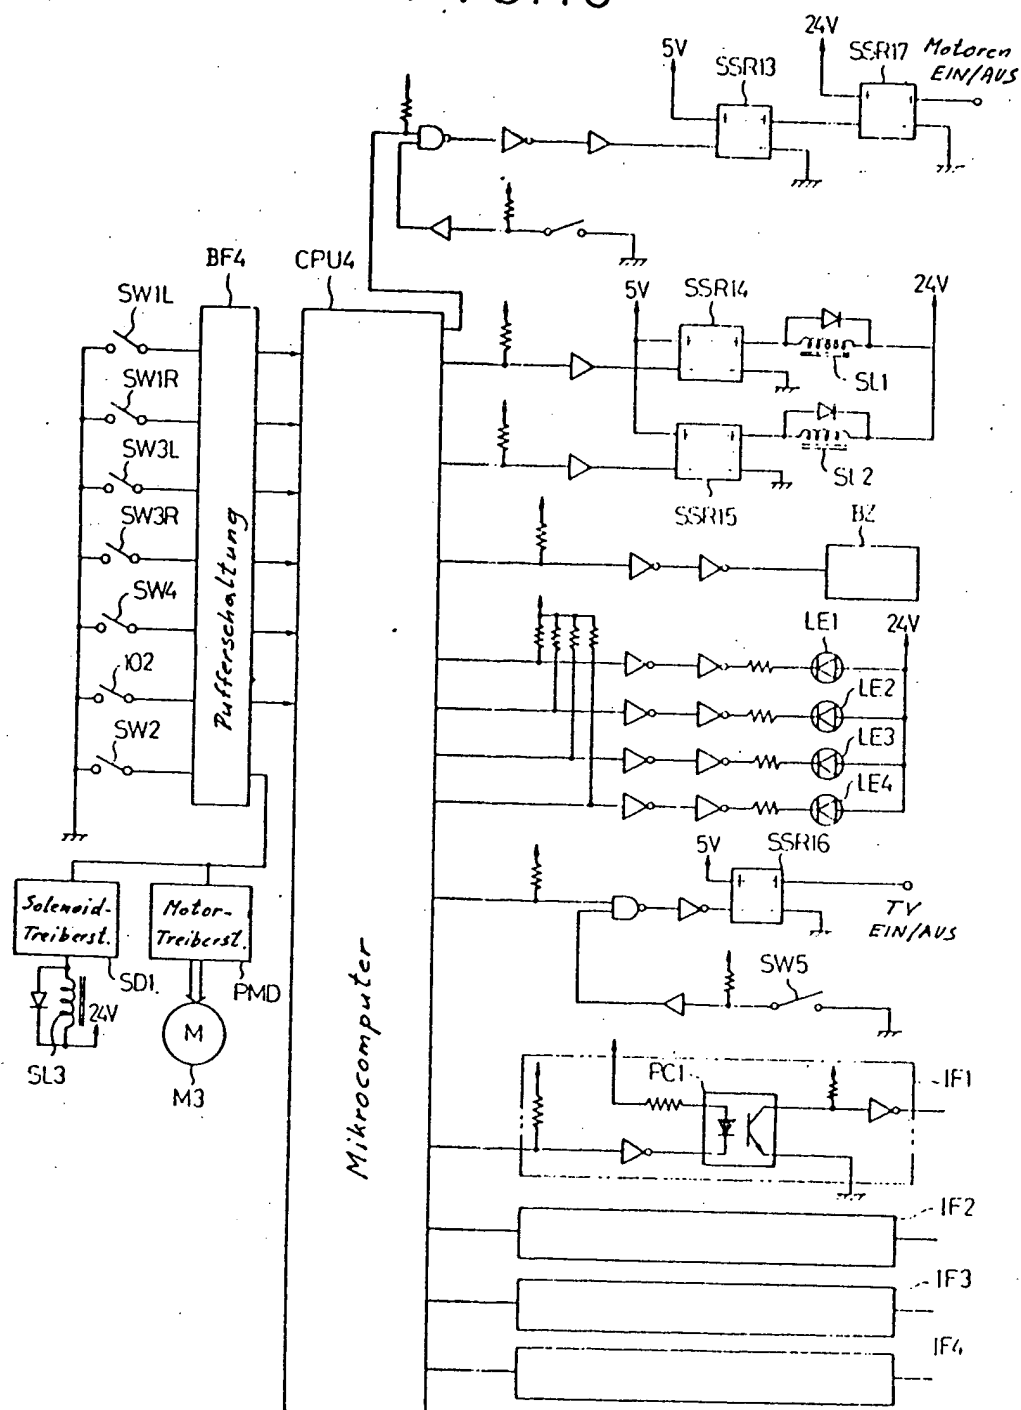 5V
SSR13
24V
SSR17
Motoren
EIN/AUS
BF4
CPU4
SW1L
SW1R
SW3L
SW3R
SW4
102
SW2
Pufferschaltung
5V
SSR14
24V
SL1
SL2
SSR15
BZ
LE1
24V
LE2
LE3
LE4
5V
SSR16
TV
EIN/AUS
SW5
Solenoid-
Treiberst.
Motor-
Treiberst.
SD1
PMD
24V
SL3
M
M3
Mikrocomputer
PC1
IF1
IF2
IF3
IF4